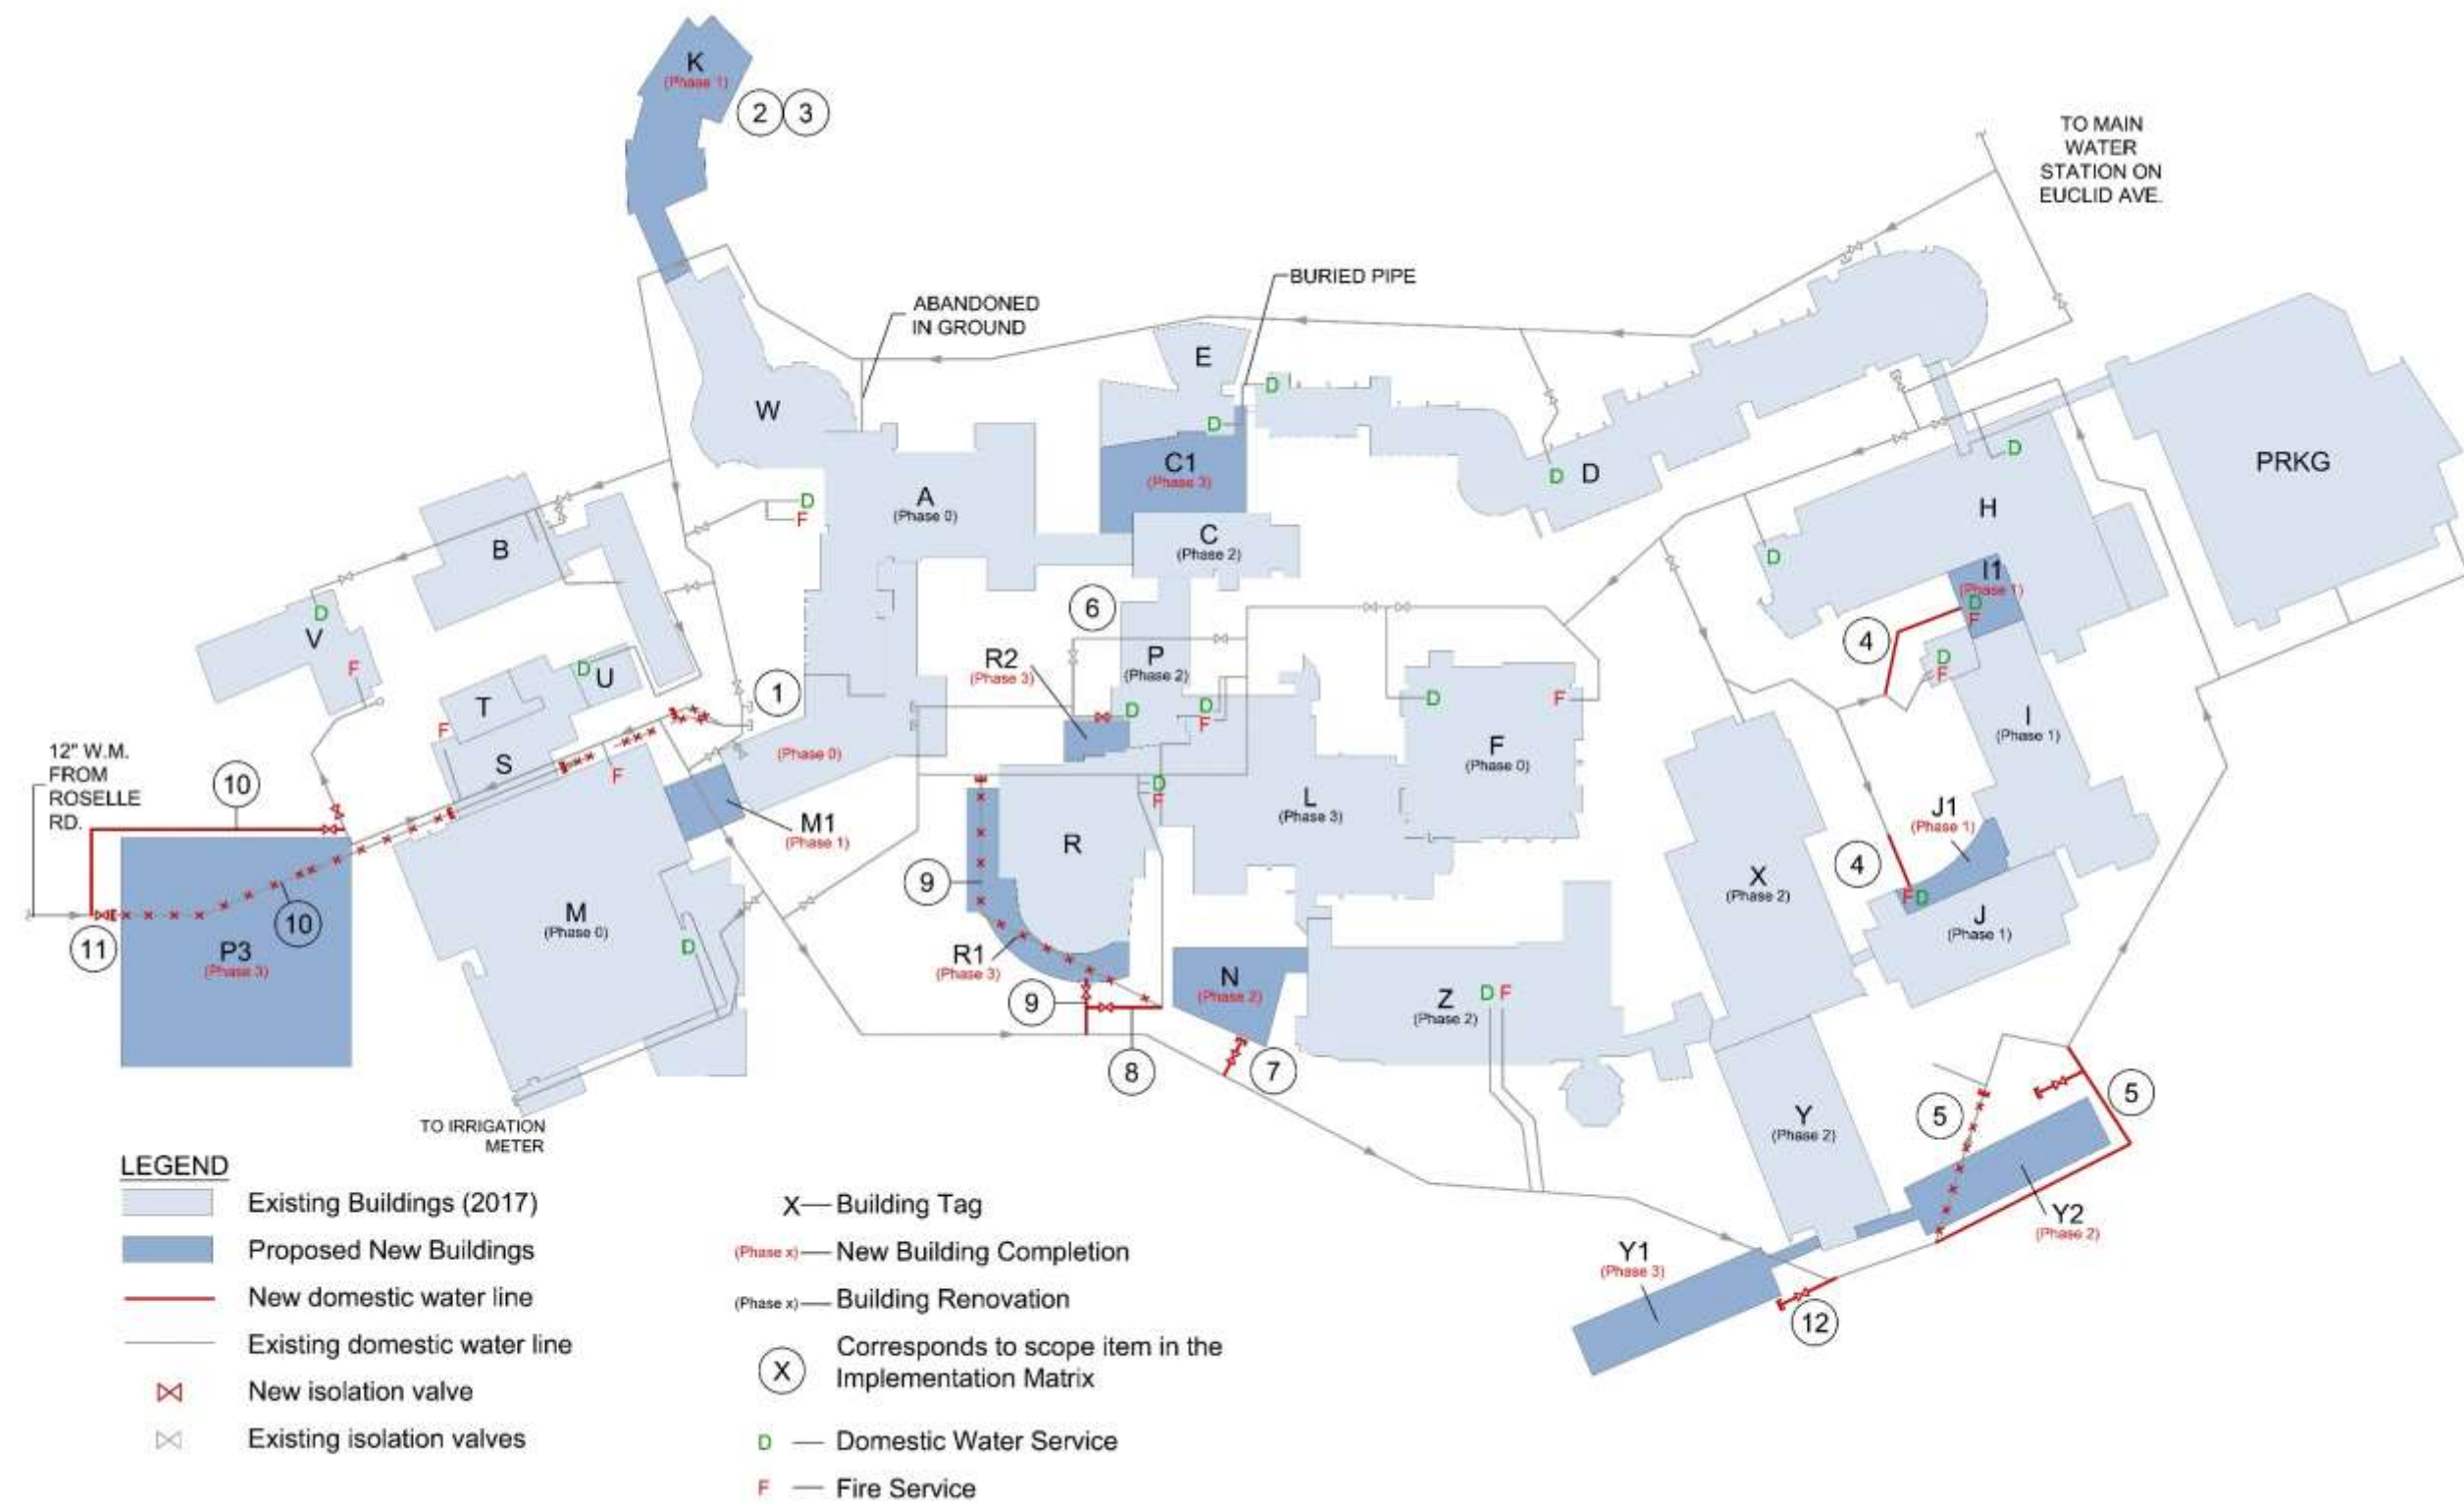 K
(Phase 1)
2 3
TO MAIN
WATER
STATION ON
EUCLID AVE.
BURIED PIPE
ABANDONED
IN GROUND
E
D
W
D
C1
(Phase 3)
D
D
D
PRKG
A
(Phase 0)
D
F
H
C
(Phase 2)
D
B
I1
(Phase 1)
D
F
6
4
D
V
F
R2
(Phase 3)
P
(Phase 2)
D
F
D
U
T
1
D
D
F
D
F
I
(Phase 1)
F
S
(Phase 0)
F
(Phase 0)
12" W.M.
FROM
ROSELLE
RD.
10
F
D
F
L
(Phase 3)
J1
(Phase 1)
M1
(Phase 1)
R
4
9
X
(Phase 2)
F D
M
(Phase 0)
J
(Phase 1)
10
11
P3
(Phase 3)
D
R1
(Phase 3)
N
(Phase 2)
Z
(Phase 2)
D F
9
8
7
5
5
Y
(Phase 2)
TO IRRIGATION
METER
Y2
(Phase 2)
Y1
(Phase 3)
12
LEGEND
Existing Buildings (2017)
Proposed New Buildings
New domestic water line
Existing domestic water line
New isolation valve
Existing isolation valves
X Building Tag
(Phase x) New Building Completion
(Phase x) Building Renovation
X
Corresponds to scope item in the
Implementation Matrix
D Domestic Water Service
F Fire Service